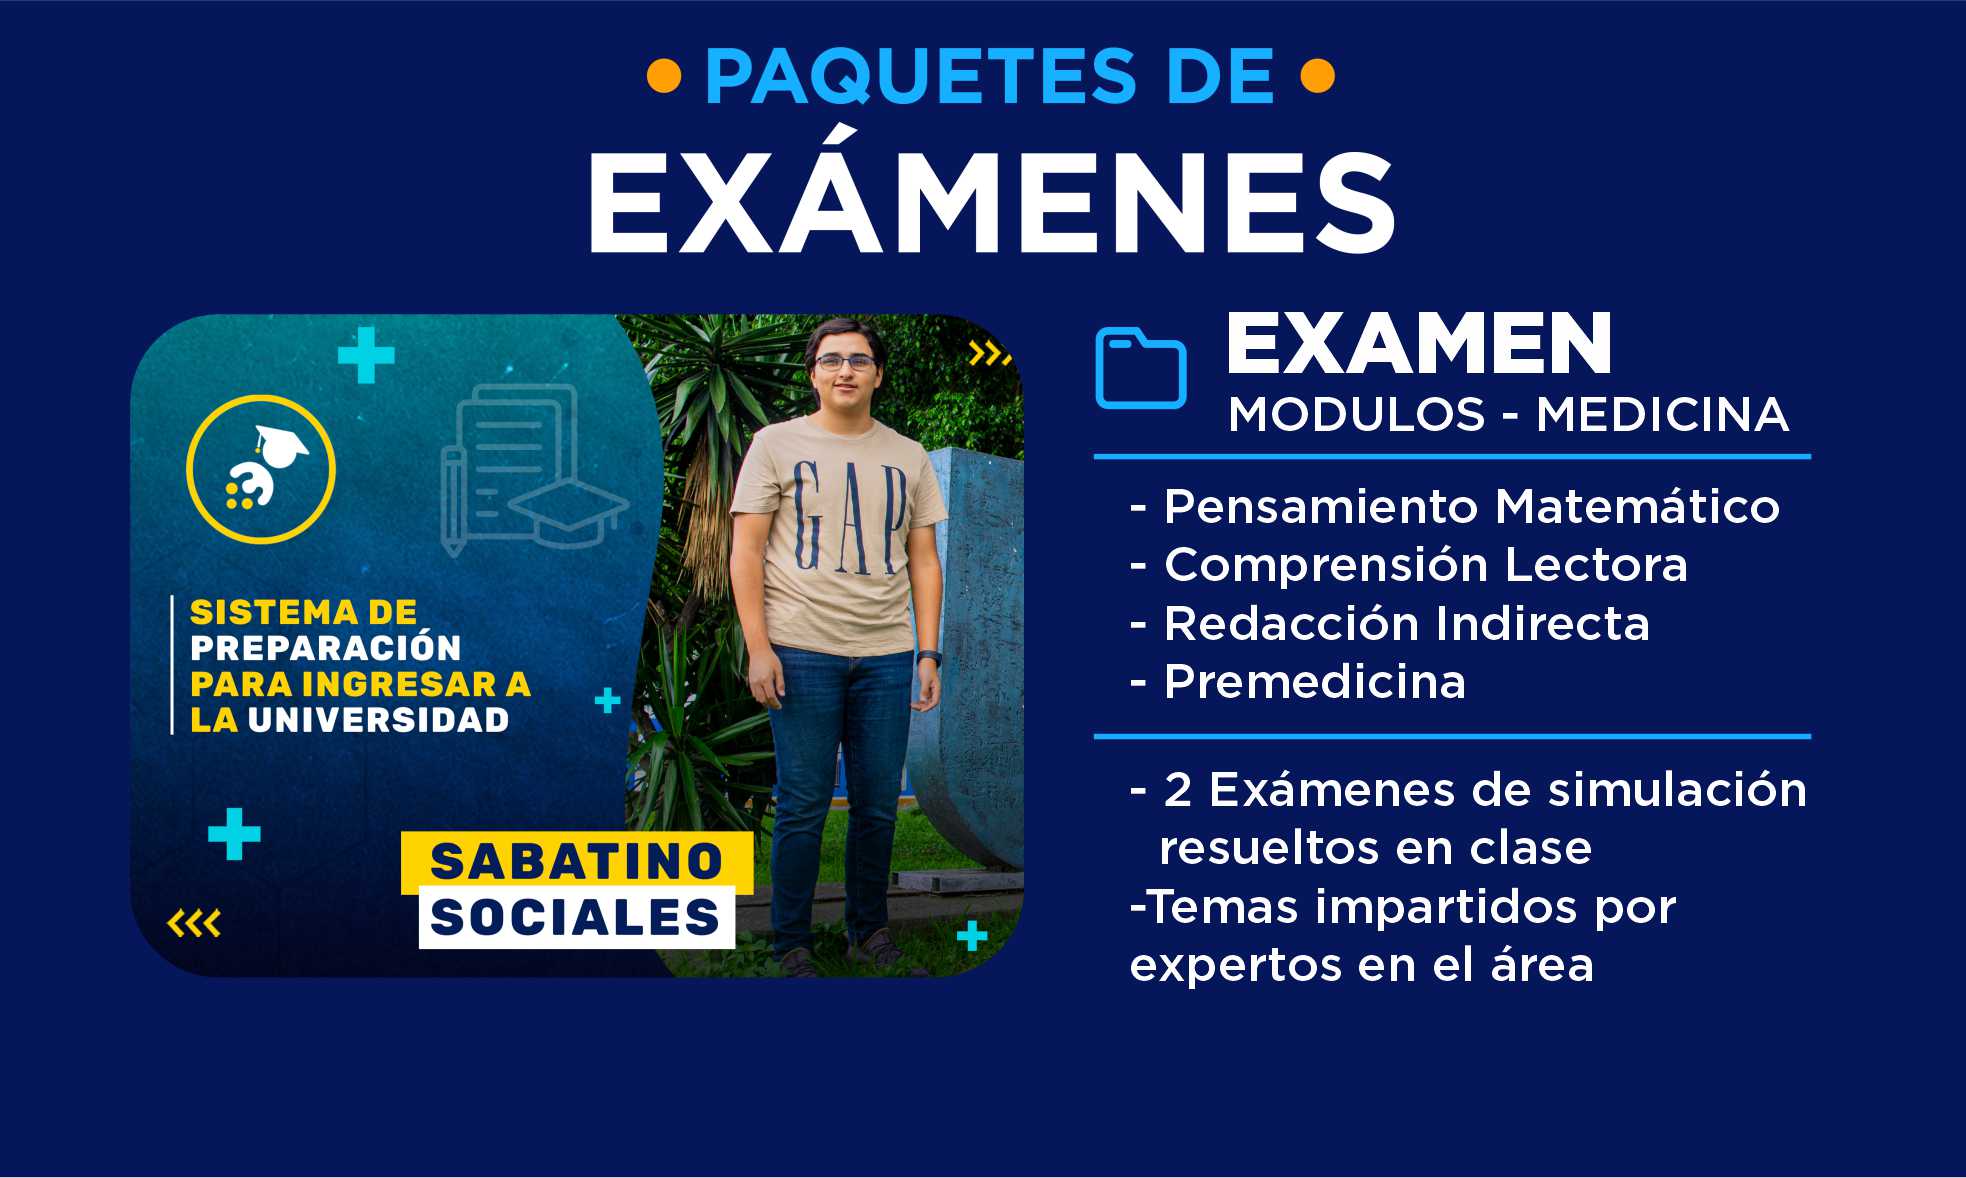 • PAQUETES DE •
EXÁMENES
SISTEMA DE
PREPARACIÓN
PARA INGRESAR A
LA UNIVERSIDAD
GAP
SABATINO
SOCIALES
EXAMEN
MODULOS - MEDICINA
- Pensamiento Matemático
- Comprensión Lectora
- Redacción Indirecta
- Premedicina
- 2 Exámenes de simulación
resueltos en clase
-Temas impartidos por
expertos en el área